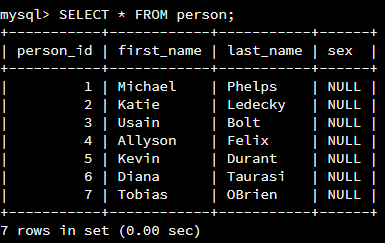 mysql> SELECT * FROM person;
+-----------+------------+-----------+------+
| person_id | first_name | last_name | sex  |
+-----------+------------+-----------+------+
|         1 | Michael    | Phelps    | NULL |
|         2 | Katie      | Ledecky   | NULL |
|         3 | Usain      | Bolt      | NULL |
|         4 | Allyson    | Felix     | NULL |
|         5 | Kevin      | Durant    | NULL |
|         6 | Diana      | Taurasi   | NULL |
|         7 | Tobias     | OBrien    | NULL |
+-----------+------------+-----------+------+
7 rows in set (0.00 sec)